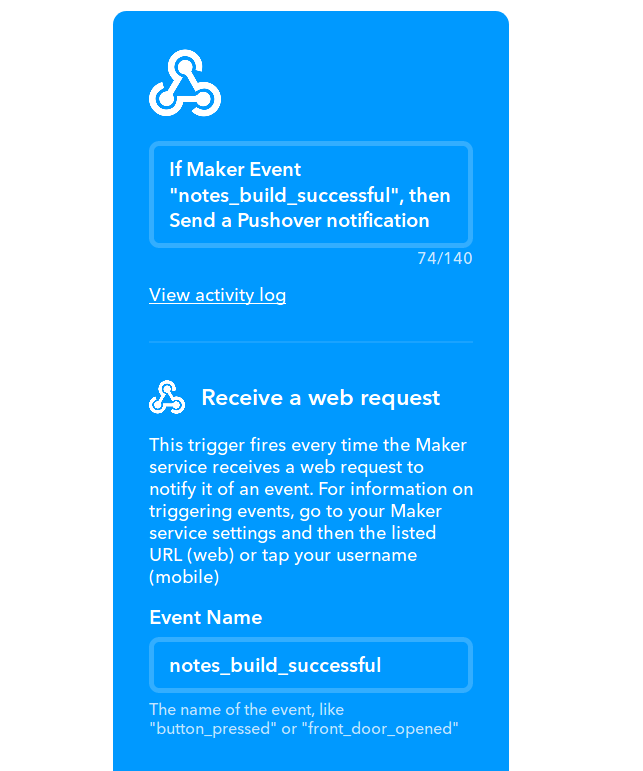 If Maker Event
"notes_build_successful", then
Send a Pushover notification
74/140
View activity log
Receive a web request
This trigger fires every time the Maker
service receives a web request to
notify it of an event. For information on
triggering events, go to your Maker
service settings and then the listed
URL (web) or tap your username
(mobile)
Event Name
notes_build_successful
The name of the event, like
"button_pressed" or "front_door_opened"